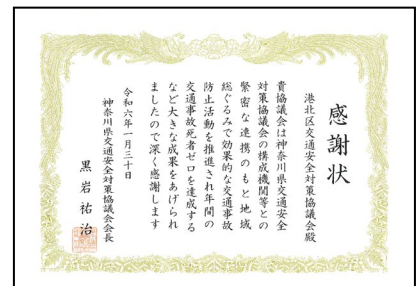 感謝状
港北区交通安全対策協議会殿
貴協議会は神奈川県交通安全
対策協議会の構成機関等との
緊密な連携のもと地域
総ぐるみで効果的な交通事故
防止活動を推進され年間の
交通事故死者ゼロを達成する
など大きな成果をあげられ
ましたので深く感謝します
令和六年一月三十日
神奈川県交通安全対策協議会会長
黒岩祐治